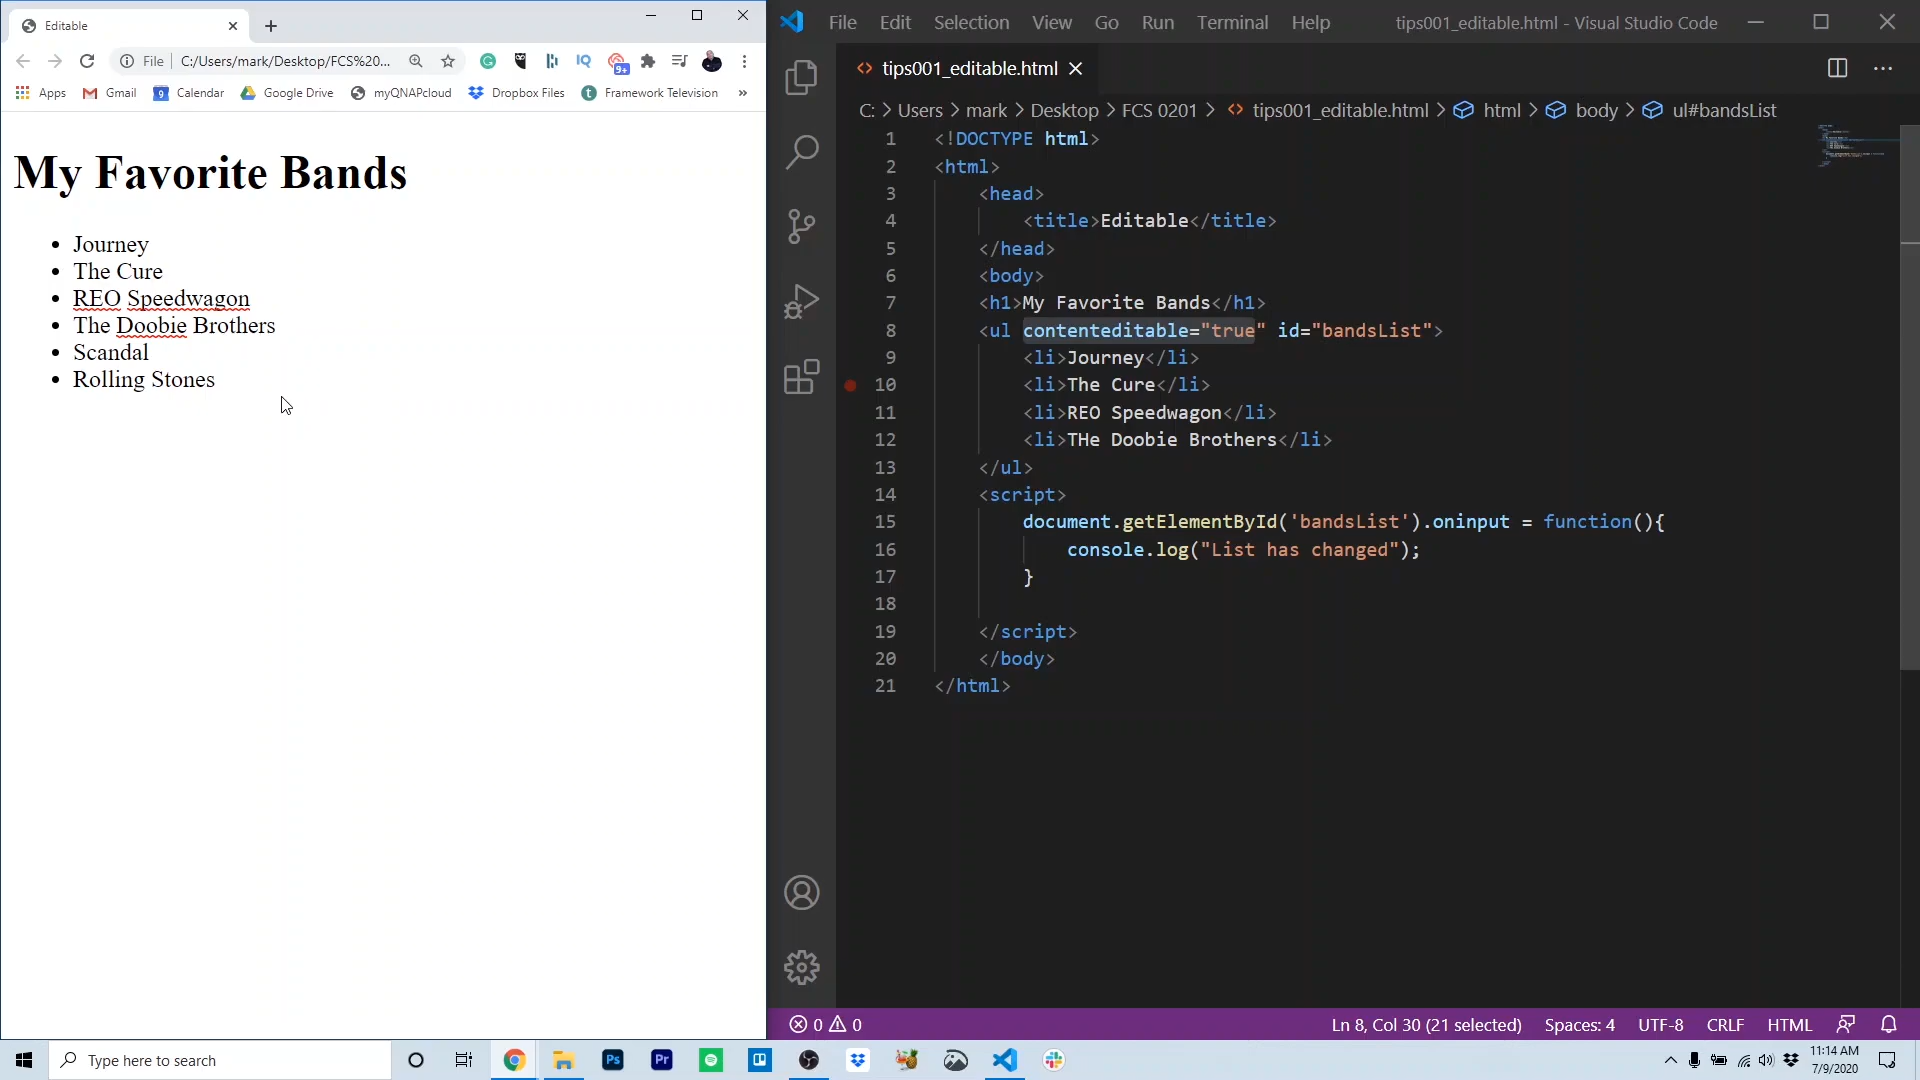 Editable
File C:/Users/mark/Desktop/FCS%20...
9+
Apps Gmail 9 Calendar Google Drive myQNAPcloud Dropbox Files t Framework Television »
My Favorite Bands
Journey
The Cure
REO Speedwagon
The Doobie Brothers
Scandal
Rolling Stones
File Edit Selection View Go Run Terminal Help tips001_editable.html - Visual Studio Code
tips001_editable.html
C: > Users > mark > Desktop > FCS 0201 > tips001_editable.html > html > body > ul#bandsList
1 <!DOCTYPE html>
2 <html>
3 <head>
4 <title>Editable</title>
5 </head>
6 <body>
7 <h1>My Favorite Bands</h1>
8 <ul contenteditable="true" id="bandsList">
9 <li>Journey</li>
10 <li>The Cure</li>
11 <li>REO Speedwagon</li>
12 <li>THe Doobie Brothers</li>
13 </ul>
14 <script>
15 document.getElementById('bandsList').oninput = function(){
16 console.log("List has changed");
17 }
18
19 </script>
20 </body>
21 </html>
0 0 Ln 8, Col 30 (21 selected) Spaces: 4 UTF-8 CRLF HTML
Type here to search Ps Pr 11:14 AM
7/9/2020